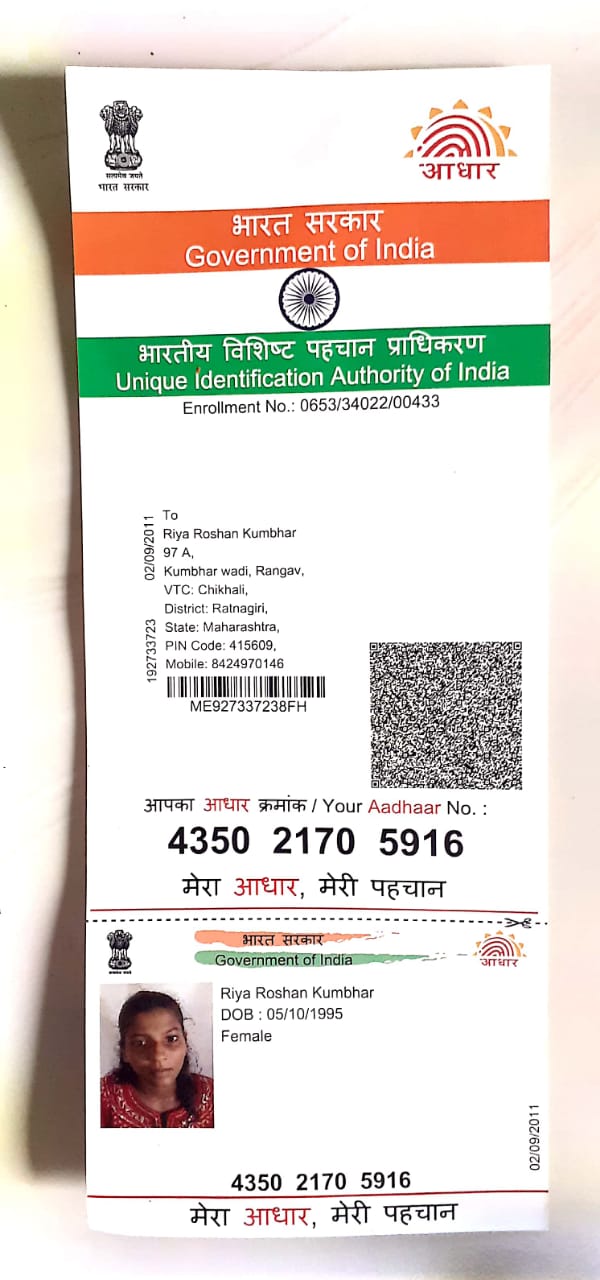 सत्यमेव जयते
भारत सरकार
आधार
भारत सरकार
Government of India
भारतीय विशिष्ट पहचान प्राधिकरण
Unique Identification Authority of India
Enrollment No.: 0653/34022/00433
To
Riya Roshan Kumbhar
97 A,
Kumbhar wadi, Rangav,
VTC: Chikhali,
District: Ratnagiri,
State: Maharashtra,
PIN Code: 415609,
Mobile: 8424970146
02/09/2011
192733723
ME927337238FH
आपका आधार क्रमांक / Your Aadhaar No. :
4350 2170 5916
मेरा आधार, मेरी पहचान
भारत सरकार
Government of India
आधार
Riya Roshan Kumbhar
DOB : 05/10/1995
Female
02/09/2011
4350 2170 5916
मेरा आधार, मेरी पहचान